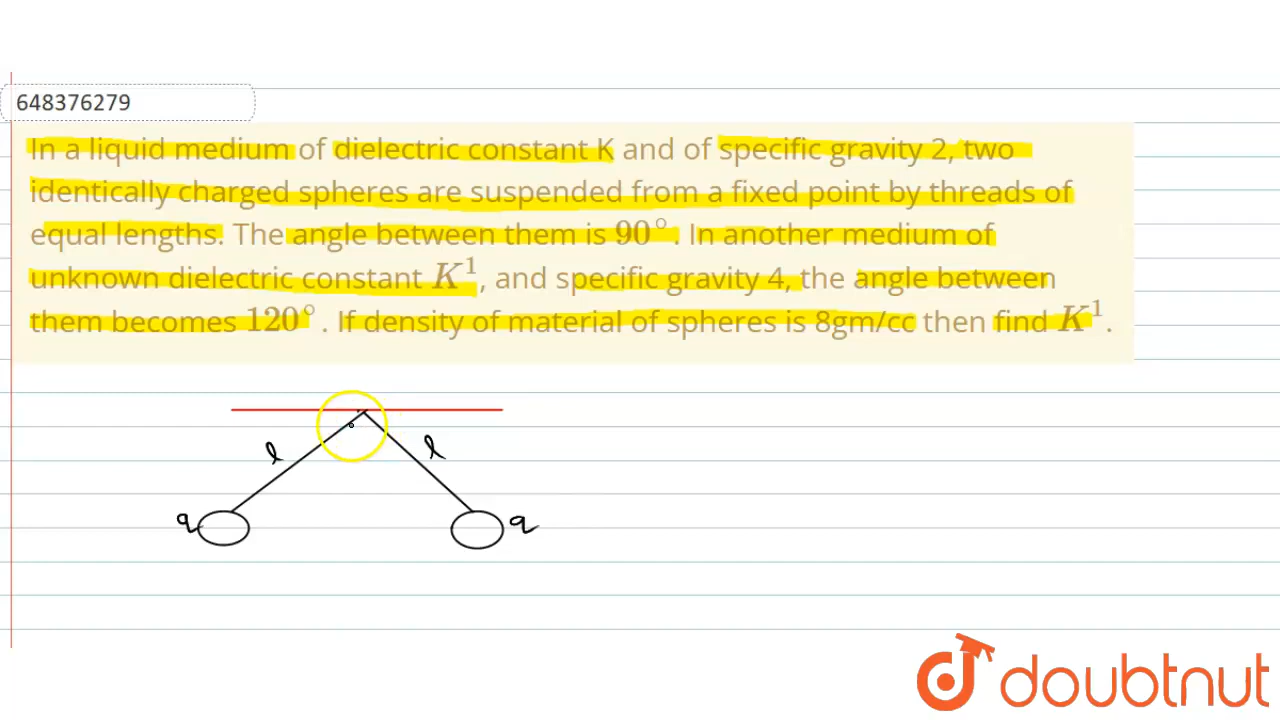 648376279
In a liquid medium of dielectric constant K and of specific gravity 2, two
identically charged spheres are suspended from a fixed point by threads of
equal lengths. The angle between them is 90°. In another medium of
unknown dielectric constant K¹, and specific gravity 4, the angle between
them becomes 120°. If density of material of spheres is 8gm/cc then find K¹.
l l
q q
doubtnut